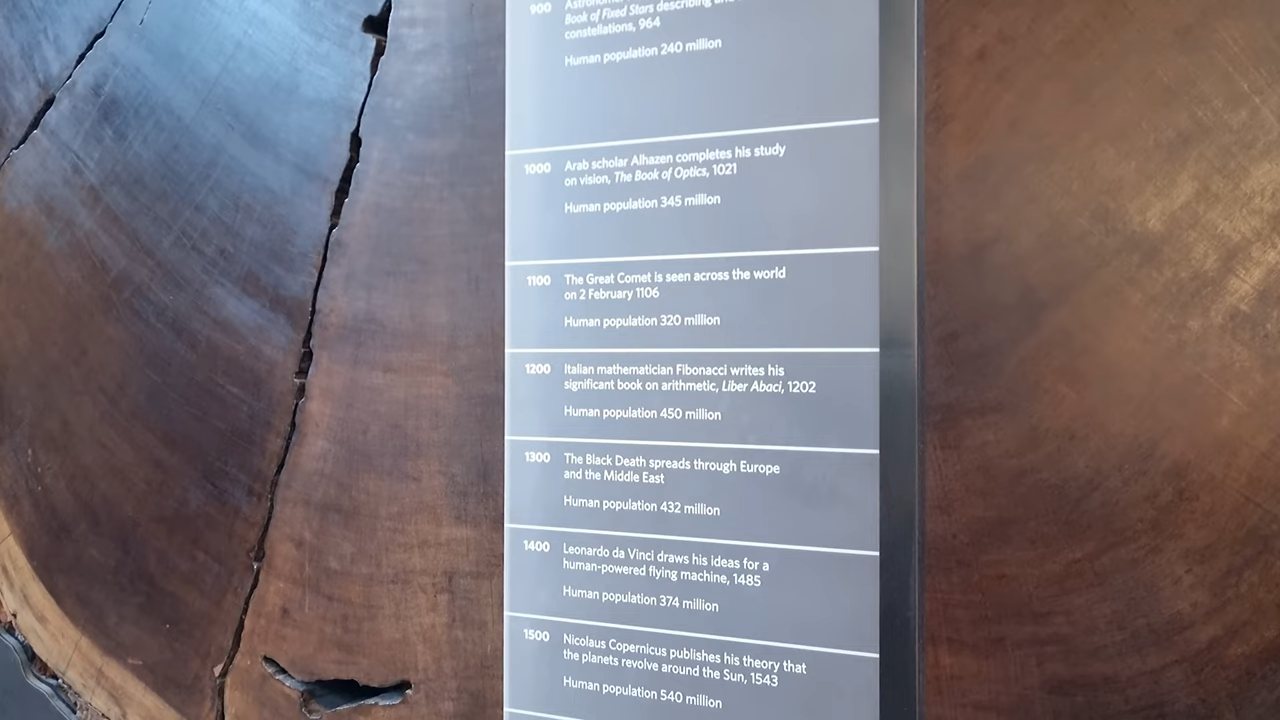 900
Book of Fixed Stars describing
constellations, 964
Human population 240 million
1000 Arab scholar Alhazen completes his study
on vision, The Book of Optics, 1021
Human population 345 million
1100 The Great Comet is seen across the world
on 2 February 1106
Human population 320 million
1200 Italian mathematician Fibonacci writes his
significant book on arithmetic, Liber Abaci, 1202
Human population 450 million
1300 The Black Death spreads through Europe
and the Middle East
Human population 432 million
1400 Leonardo da Vinci draws his ideas for a
human-powered flying machine, 1485
Human population 374 million
1500 Nicolaus Copernicus publishes his theory that
the planets revolve around the Sun, 1543
Human population 540 million